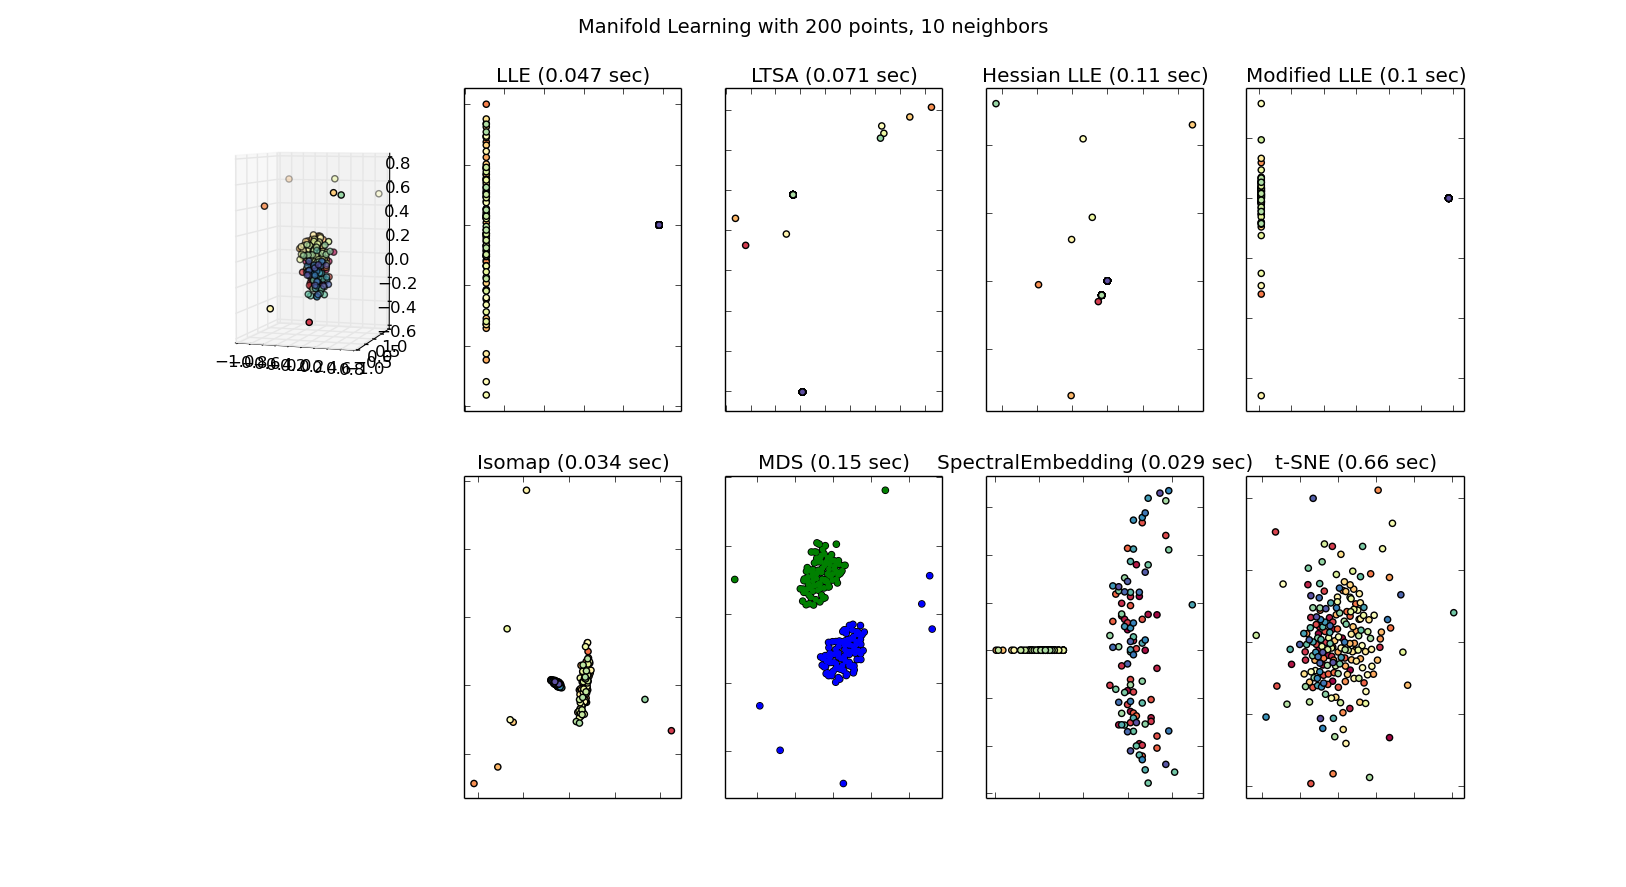 Manifold Learning with 200 points, 10 neighbors
LLE (0.047 sec)
LTSA (0.071 sec)
Hessian LLE (0.11 sec)
Modified LLE (0.1 sec)
0.8
0.6
0.4
0.2
0.0
−0.2
−0.4
−0.6
Isomap (0.034 sec)
MDS (0.15 sec)
SpectralEmbedding (0.029 sec)
t-SNE (0.66 sec)